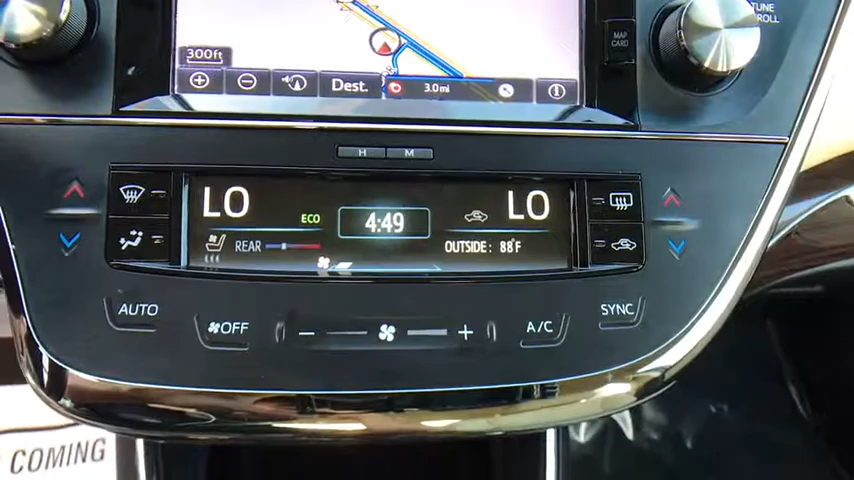 TUNE
SCROLL
MAP
CARD
300ft
Dest.
3.0mi
H M
LO
ECO
4:49
LO
REAR
OUTSIDE: 88°F
AUTO
OFF
A/C
SYNC
COMING